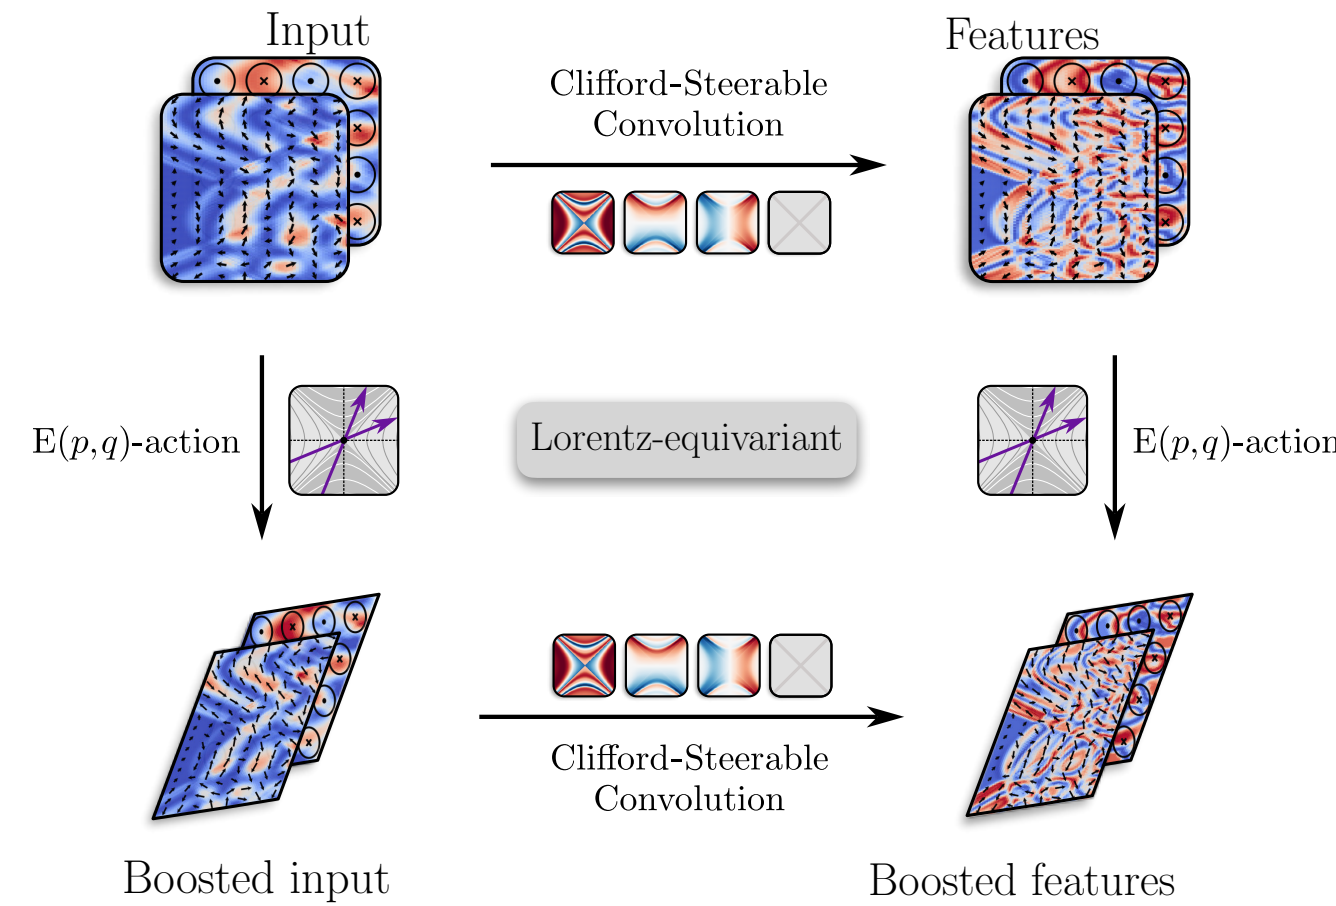 Input
Features
Clifford-Steerable
Convolution
E(p,q)-action
Lorentz-equivariant
E(p,q)-action
Clifford-Steerable
Convolution
Boosted input
Boosted features